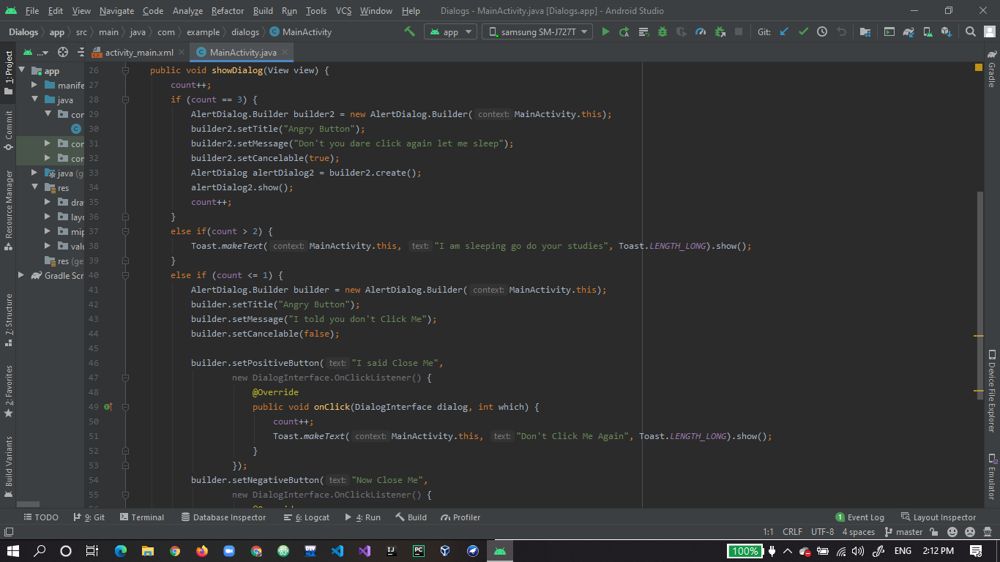 File Edit View Navigate Code Analyze Refactor Build Run Tools VCS Window Help Dialogs - MainActivity.java [Dialogs.app] - Android Studio
Dialogs app src main java com example dialogs MainActivity app samsung SM-J727T Git:
... activity_main.xml MainActivity.java
1: Project
Commit
Resource Manager
7: Structure
2: Favorites
Build Variants
app
manife
java
con
con
con
java (g
res
dra
layo
mip
valu
res (ge
Gradle Scr
26 public void showDialog(View view) {
27 count++;
28 if (count == 3) {
29 AlertDialog.Builder builder2 = new AlertDialog.Builder( context: MainActivity.this);
30 builder2.setTitle("Angry Button");
31 builder2.setMessage("Don't you dare click again let me sleep");
32 builder2.setCancelable(true);
33 AlertDialog alertDialog2 = builder2.create();
34 alertDialog2.show();
35 count++;
36 }
37 else if(count > 2) {
38 Toast.makeText( context: MainActivity.this, text: "I am sleeping go do your studies", Toast.LENGTH_LONG).show();
39 }
40 else if (count <= 1) {
41 AlertDialog.Builder builder = new AlertDialog.Builder( context: MainActivity.this);
42 builder.setTitle("Angry Button");
43 builder.setMessage("I told you don't Click Me");
44 builder.setCancelable(false);
45
46 builder.setPositiveButton( text: "I said Close Me",
47 new DialogInterface.OnClickListener() {
48 @Override
49 public void onClick(DialogInterface dialog, int which) {
50 count++;
51 Toast.makeText( context: MainActivity.this, text: "Don't Click Me Again", Toast.LENGTH_LONG).show();
52 }
53 });
54 builder.setNegativeButton( text: "Now Close Me",
55 new DialogInterface.OnClickListener() {
Gradle
Device File Explorer
Emulator
TODO 9: Git Terminal Database Inspector 6: Logcat 4: Run Build Profiler 1 Event Log Layout Inspector
1:1 CRLF UTF-8 4 spaces master
100% ENG 2:12 PM